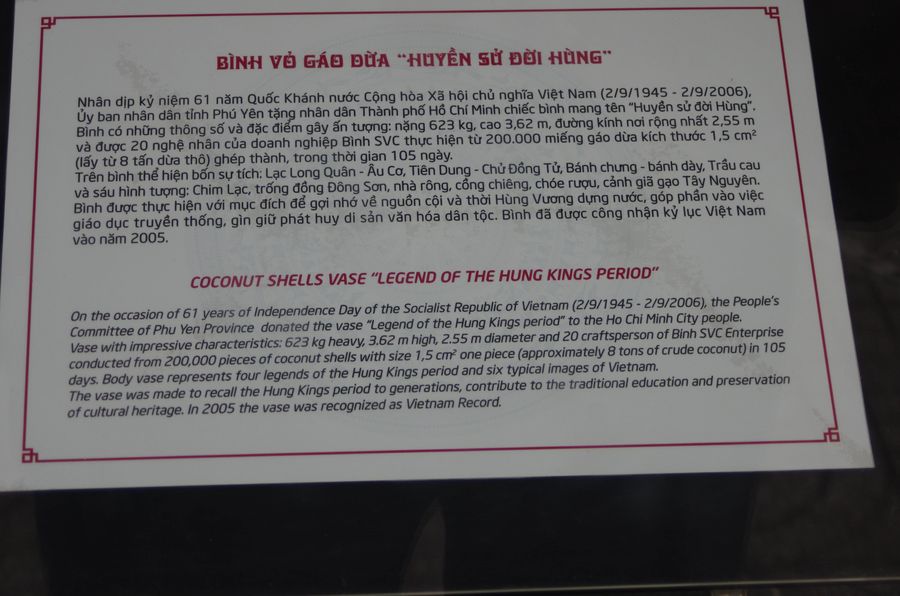 BÌNH VỎ GÁO DỪA "HUYỀN SỬ ĐỜI HÙNG"
Nhân dịp kỷ niệm 61 năm Quốc Khánh nước Cộng hòa Xã hội chủ nghĩa Việt Nam (2/9/1945 - 2/9/2006),
Ủy ban nhân dân tỉnh Phú Yên tặng nhân dân Thành phố Hồ Chí Minh chiếc bình mang tên "Huyền sử đời Hùng".
Bình có những thông số và đặc điểm gây ấn tượng: nặng 623 kg, cao 3,62 m, đường kính nơi rộng nhất 2,55 m
và được 20 nghệ nhân của doanh nghiệp Bình SVC thực hiện từ 200.000 miếng gáo dừa kích thước 1,5 cm²
(lấy từ 8 tấn dừa thô) ghép thành, trong thời gian 105 ngày.
Trên bình thể hiện bốn sự tích: Lạc Long Quân - Âu Cơ, Tiên Dung - Chử Đồng Tử, Bánh chưng - bánh dày, Trầu cau
và sáu hình tượng: Chim Lạc, trống đồng Đông Sơn, nhà rông, cồng chiêng, chóe rượu, cảnh giã gạo Tây Nguyên.
Bình được thực hiện với mục đích để gợi nhớ về nguồn cội và thời Hùng Vương dựng nước, góp phần vào việc
giáo dục truyền thống, gìn giữ phát huy di sản văn hóa dân tộc. Bình đã được công nhận kỷ lục Việt Nam
vào năm 2005.
COCONUT SHELLS VASE "LEGEND OF THE HUNG KINGS PERIOD"
On the occasion of 61 years of Independence Day of the Socialist Republic of Vietnam (2/9/1945 - 2/9/2006), the People's
Committee of Phu Yen Province donated the vase "Legend of the Hung Kings period" to the Ho Chi Minh City people.
Vase with impressive characteristics: 623 kg heavy, 3.62 m high, 2.55 m diameter and 20 craftsperson of Binh SVC Enterprise
conducted from 200,000 pieces of coconut shells with size 1,5 cm² one piece (approximately 8 tons of crude coconut) in 105
days. Body vase represents four legends of the Hung Kings period and six typical images of Vietnam.
The vase was made to recall the Hung Kings period to generations, contribute to the traditional education and preservation
of cultural heritage. In 2005 the vase was recognized as Vietnam Record.